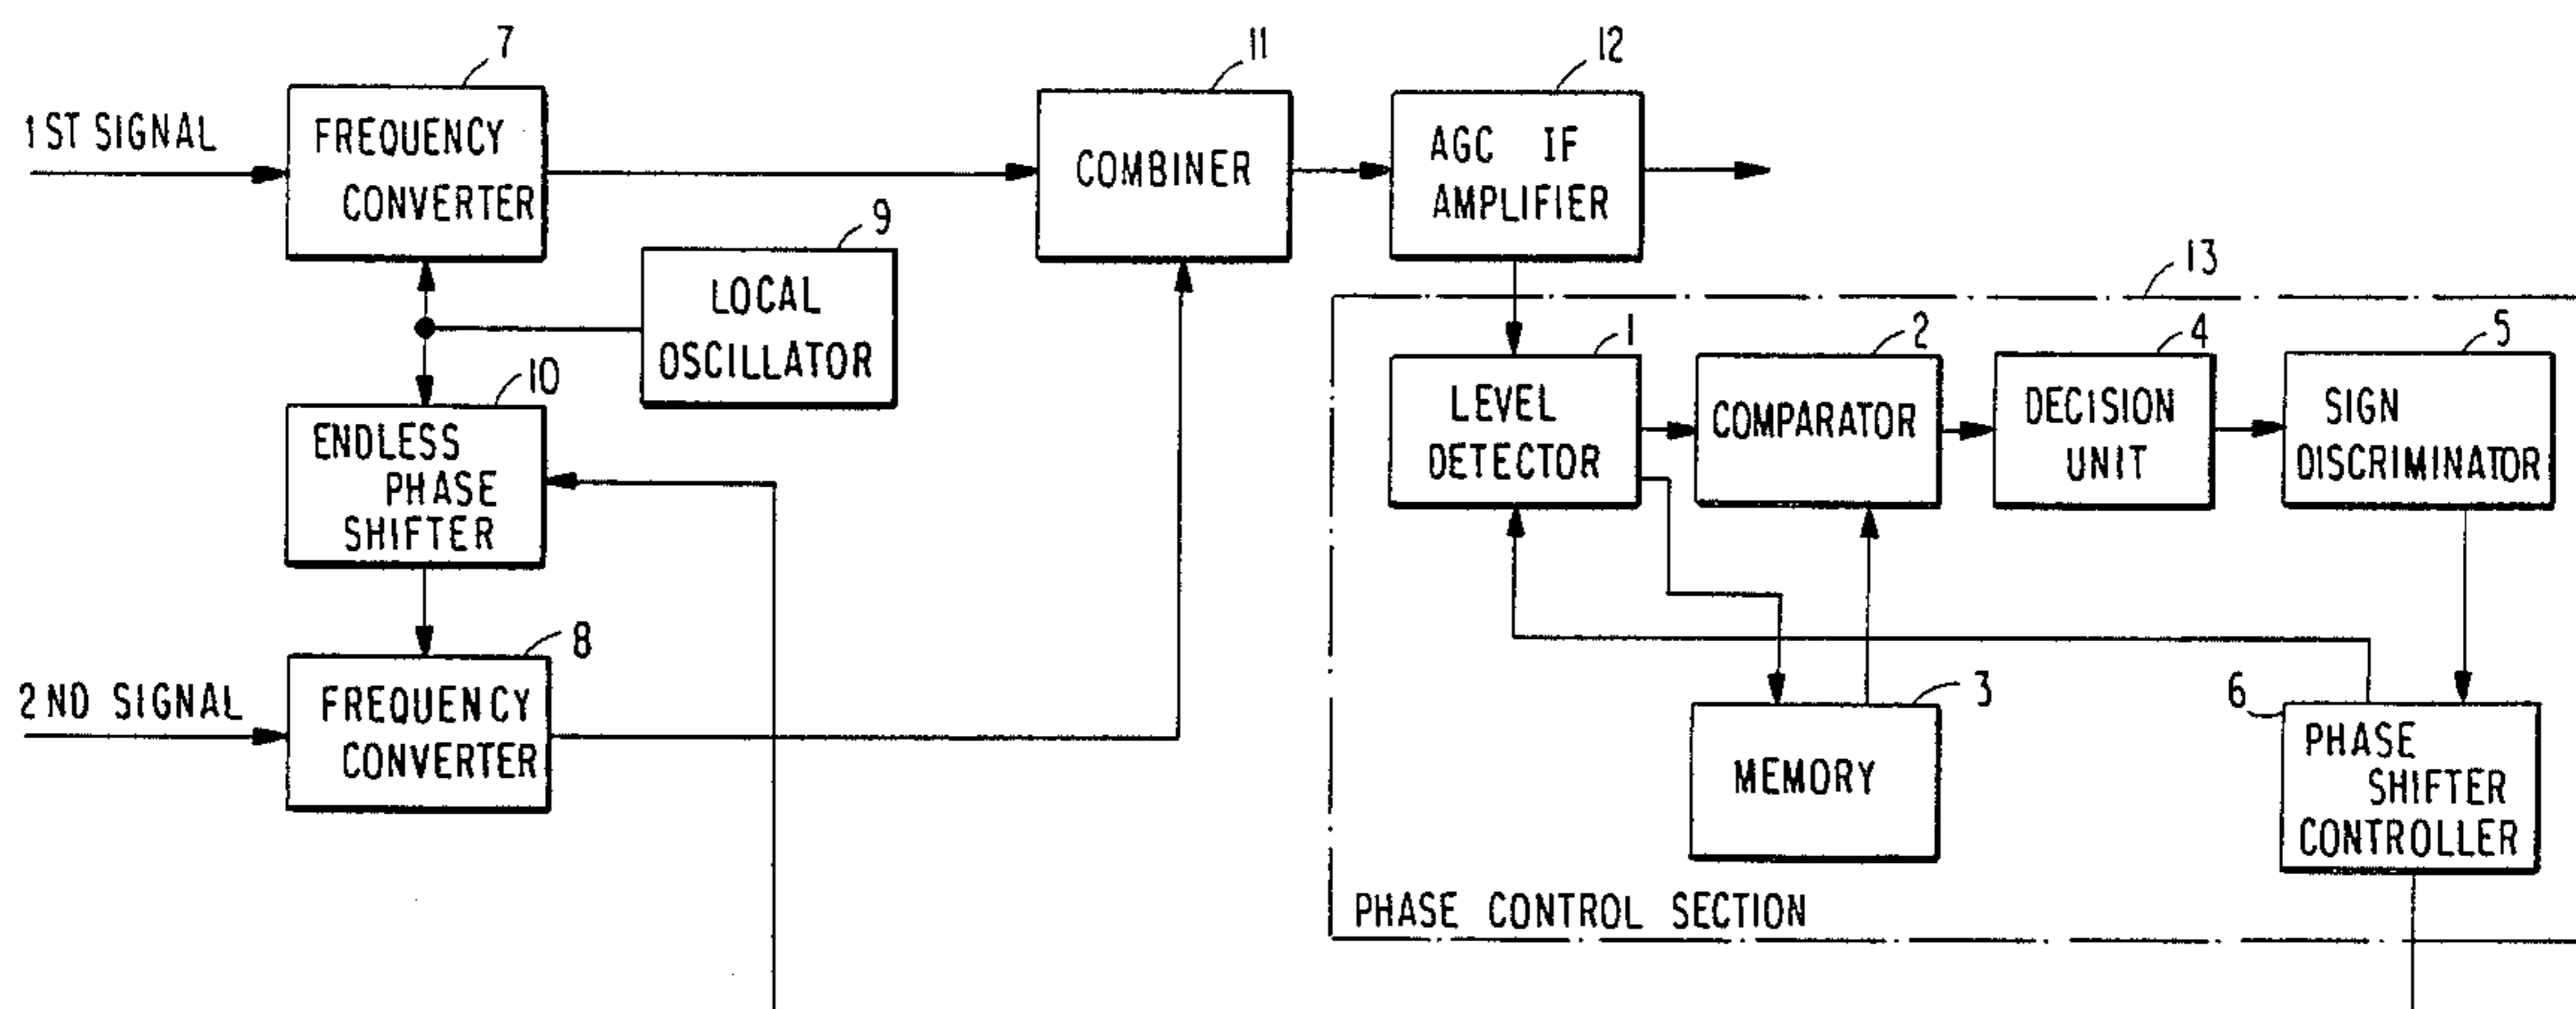 7
11
12
1ST SIGNAL
FREQUENCY
CONVERTER
COMBINER
AGC IF
AMPLIFIER
9
LOCAL
OSCILLATOR
13
10
ENDLESS
PHASE
SHIFTER
1
LEVEL
DETECTOR
2
COMPARATOR
4
DECISION
UNIT
5
SIGN
DISCRIMINATOR
8
2ND SIGNAL
FREQUENCY
CONVERTER
3
MEMORY
6
PHASE
SHIFTER
CONTROLLER
PHASE CONTROL SECTION